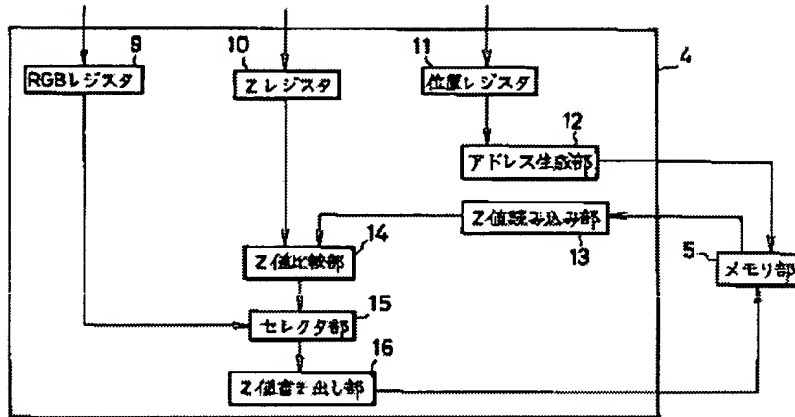 9
10
11
RGBレジスタ
Zレジスタ
位置レジスタ
4
12
アドレス生成部
Z値読み込み部
13
14
Z値比較部
5
メモリ部
15
セレクタ部
16
Z値書き出し部